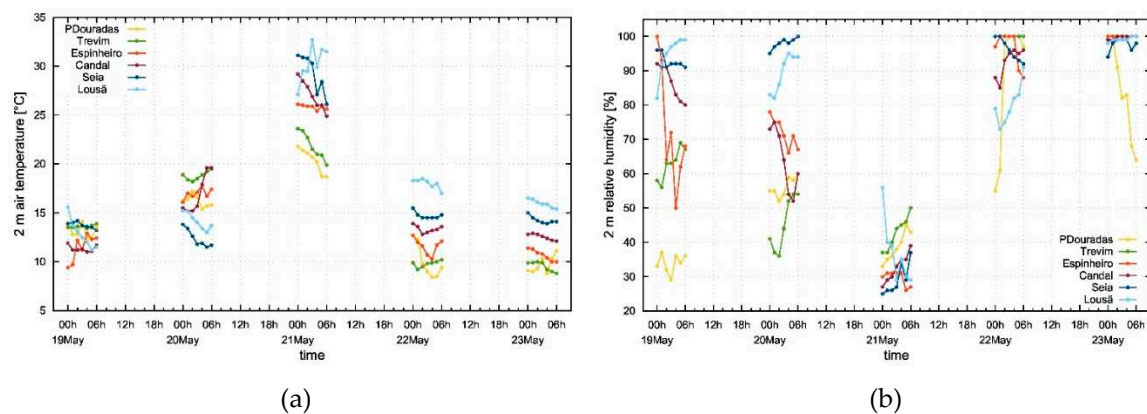 PDouradas
Trevim
Espinheiro
Candal
Seia
Lousã
2 m air temperature [°C]
35
30
25
20
15
10
5
00h 06h 12h 18h 00h 06h 12h 18h 00h 06h 12h 18h 00h 06h 12h 18h 00h 06h
19May 20May 21May 22May 23May
time
(a)
2 m relative humidity [%]
100
90
80
70
60
50
40
30
20
PDouradas
Trevim
Espinheiro
Candal
Seia
Lousã
00h 06h 12h 18h 00h 06h 12h 18h 00h 06h 12h 18h 00h 06h 12h 18h 00h 06h
19May 20May 21May 22May 23May
time
(b)